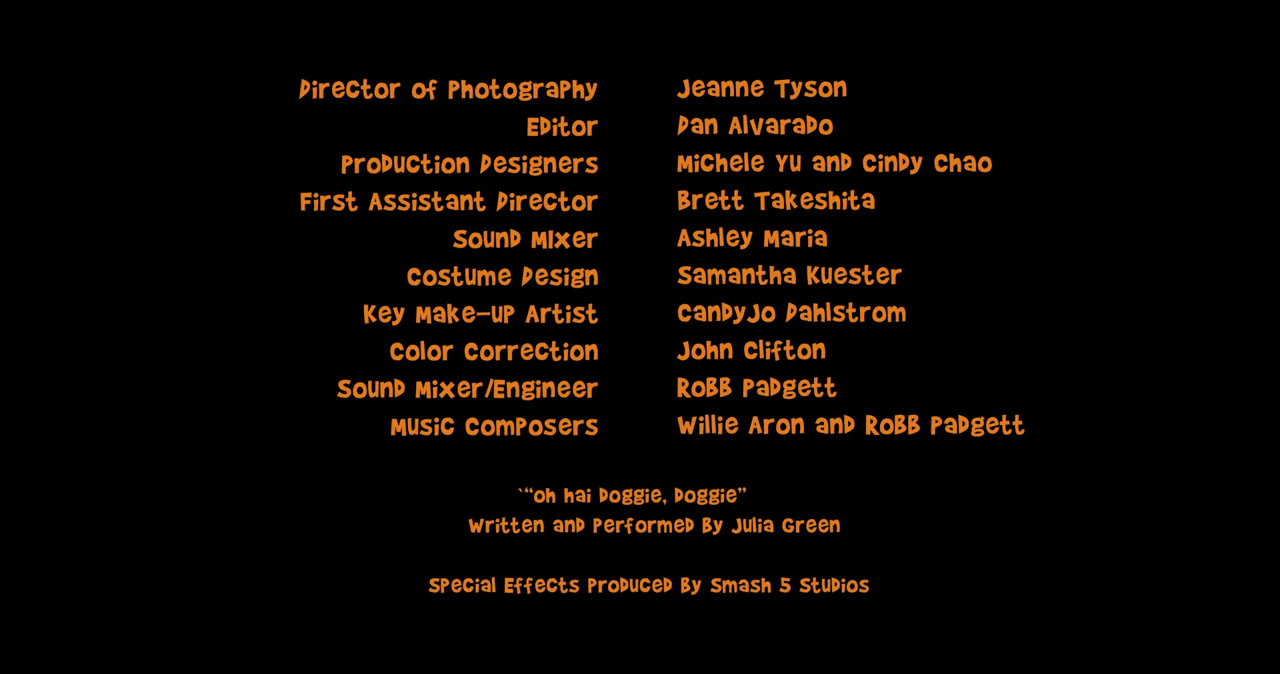 Director of Photography Jeanne Tyson
Editor Dan Alvarado
Production Designers Michele Yu and Cindy Chao
First Assistant Director Brett Takeshita
Sound Mixer Ashley Maria
Costume Design Samantha Kuester
Key Make-up Artist CandyJo Dahlstrom
Color Correction John Clifton
Sound Mixer/Engineer Robb Padgett
Music Composers Willie Aron and Robb Padgett
`“oh hai Doggie, Doggie”
Written and Performed By Julia Green
Special Effects Produced By Smash 5 Studios